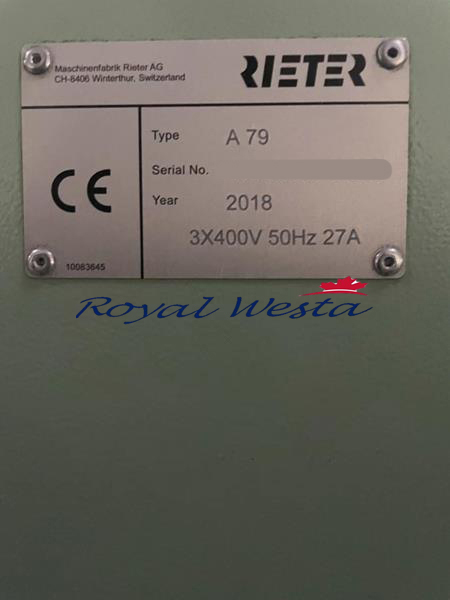 Maschinenfabrik Rieter AG
CH-8406 Winterthur, Switzerland
RIETER
Type A 79
Serial No.
Year 2018
3X400V 50Hz 27A
CE
10083645
Royal Westa